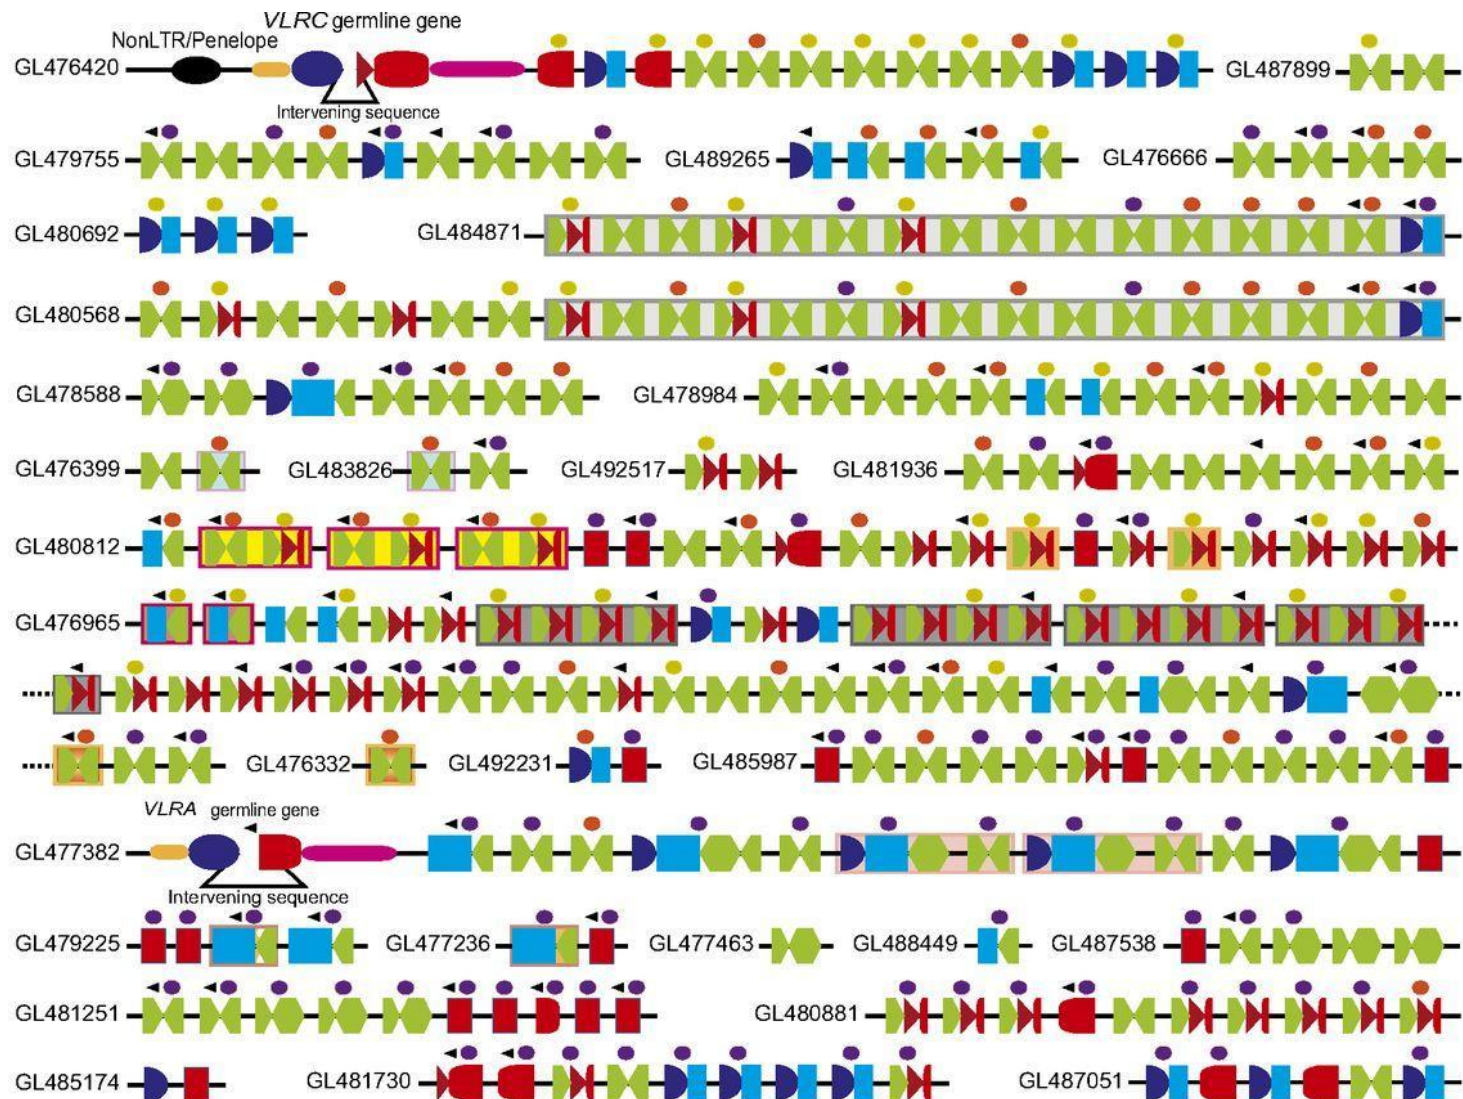 VLRC germline gene
NonLTR/Penelope
GL476420
GL487899
Intervening sequence
GL479755 GL489265 GL476666
GL480692 GL484871
GL480568
GL478588 GL478984
GL476399 GL483826 GL492517 GL481936
GL480812
GL476965
GL476332 GL492231 GL485987
VLRA germline gene
GL477382
Intervening sequence
GL479225 GL477236 GL477463 GL488449 GL487538
GL481251 GL480881
GL485174 GL481730 GL487051